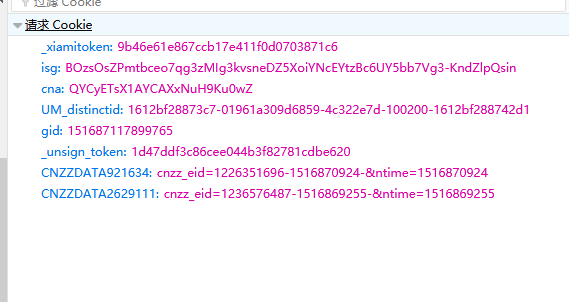 过滤 Cookie
请求 Cookie
_xiamitoken: 9b46e61e867ccb17e411f0d0703871c6
isg: BOzsOsZPmtbceo7qg3zMIg3kvsneDZ5XoiYNcEYtzBc6UY5bb7Vg3-KndZlpQsin
cna: QYCyETsX1AYCAXxNuH9Ku0wZ
UM_distinctid: 1612bf28873c7-01961a309d6859-4c322e7d-100200-1612bf288742d1
gid: 151687117899765
_unsign_token: 1d47ddf3c86cee044b3f82781cdbe620
CNZZDATA921634: cnzz_eid=1226351696-1516870924-&ntime=1516870924
CNZZDATA2629111: cnzz_eid=1236576487-1516869255-&ntime=1516869255